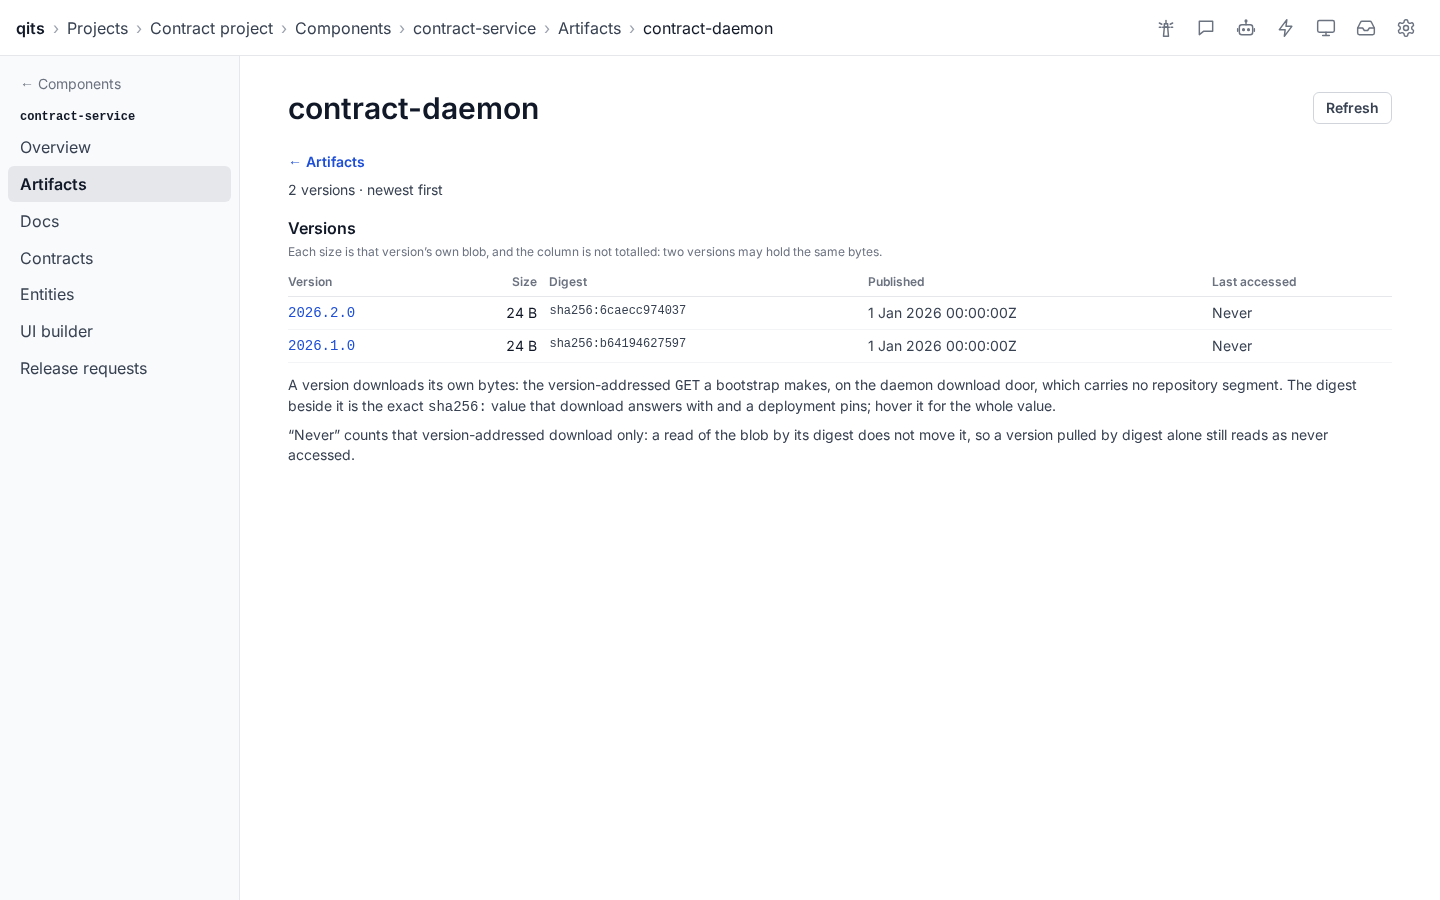 qits › Projects › Contract project › Components › contract-service › Artifacts › contract-daemon
← Components
contract-service
Overview
Artifacts
Docs
Contracts
Entities
UI builder
Release requests
contract-daemon
Refresh
← Artifacts
2 versions · newest first
Versions
Each size is that version’s own blob, and the column is not totalled: two versions may hold the same bytes.
Version Size Digest Published Last accessed
2026.2.0 24 B sha256:6caecc974037 1 Jan 2026 00:00:00Z Never
2026.1.0 24 B sha256:b64194627597 1 Jan 2026 00:00:00Z Never
A version downloads its own bytes: the version-addressed GET a bootstrap makes, on the daemon download door, which carries no repository segment. The digest
beside it is the exact sha256: value that download answers with and a deployment pins; hover it for the whole value.
“Never” counts that version-addressed download only: a read of the blob by its digest does not move it, so a version pulled by digest alone still reads as never
accessed.